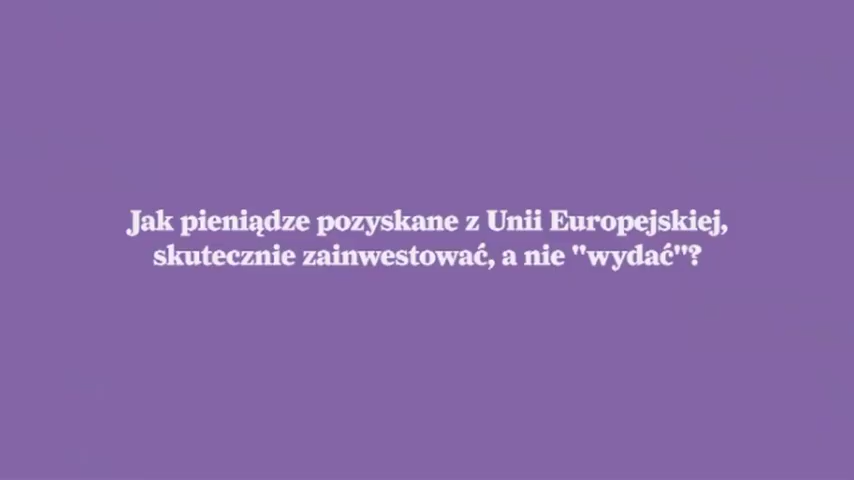 Jak pieniądze pozyskane z Unii Europejskiej,
skutecznie zainwestować, a nie "wydać"?